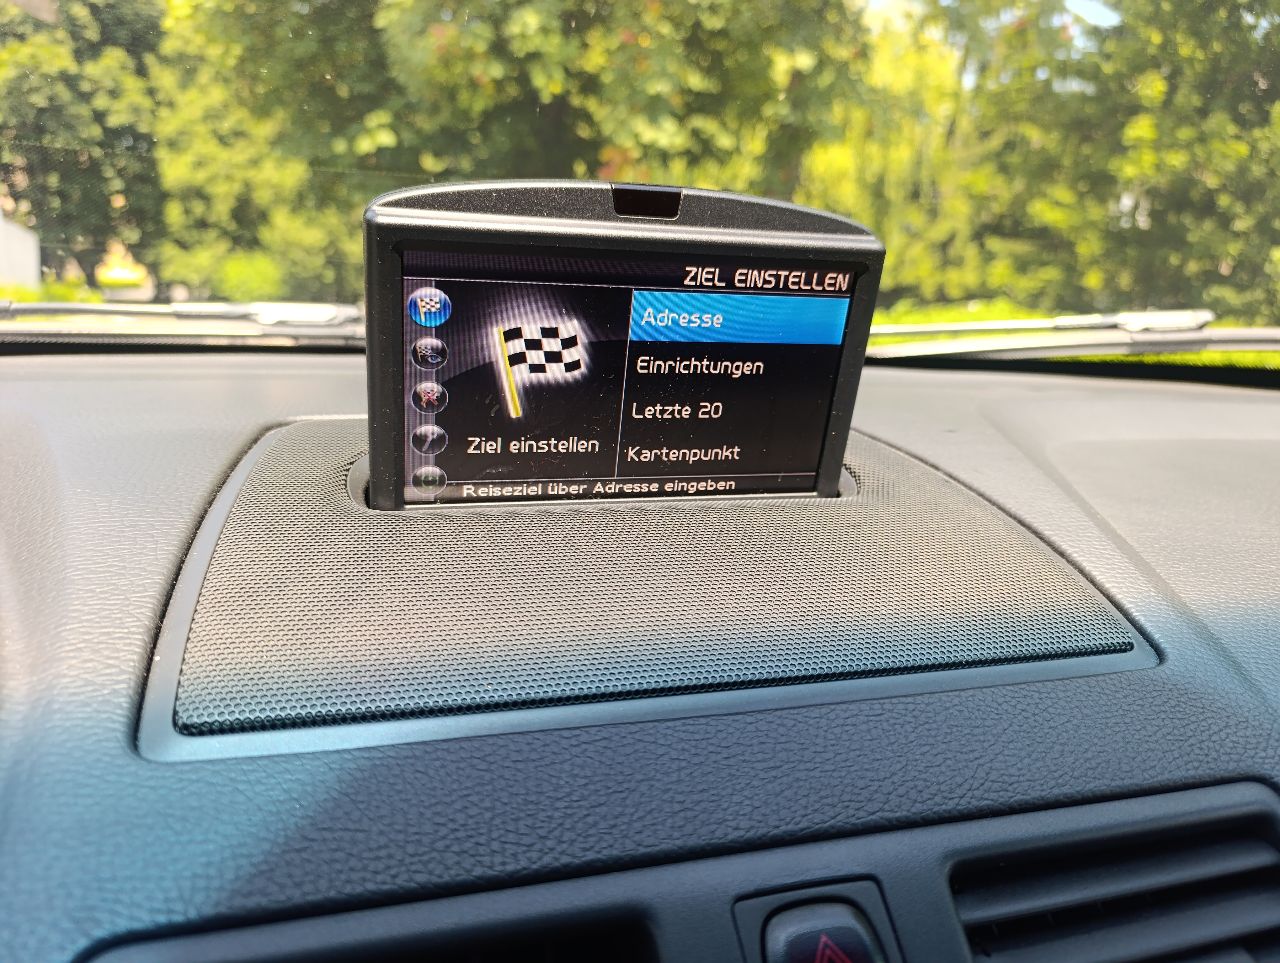 ZIEL EINSTELLEN
Adresse
Einrichtungen
Letzte 20
Kartenpunkt
Ziel einstellen
Reiseziel über Adresse eingeben